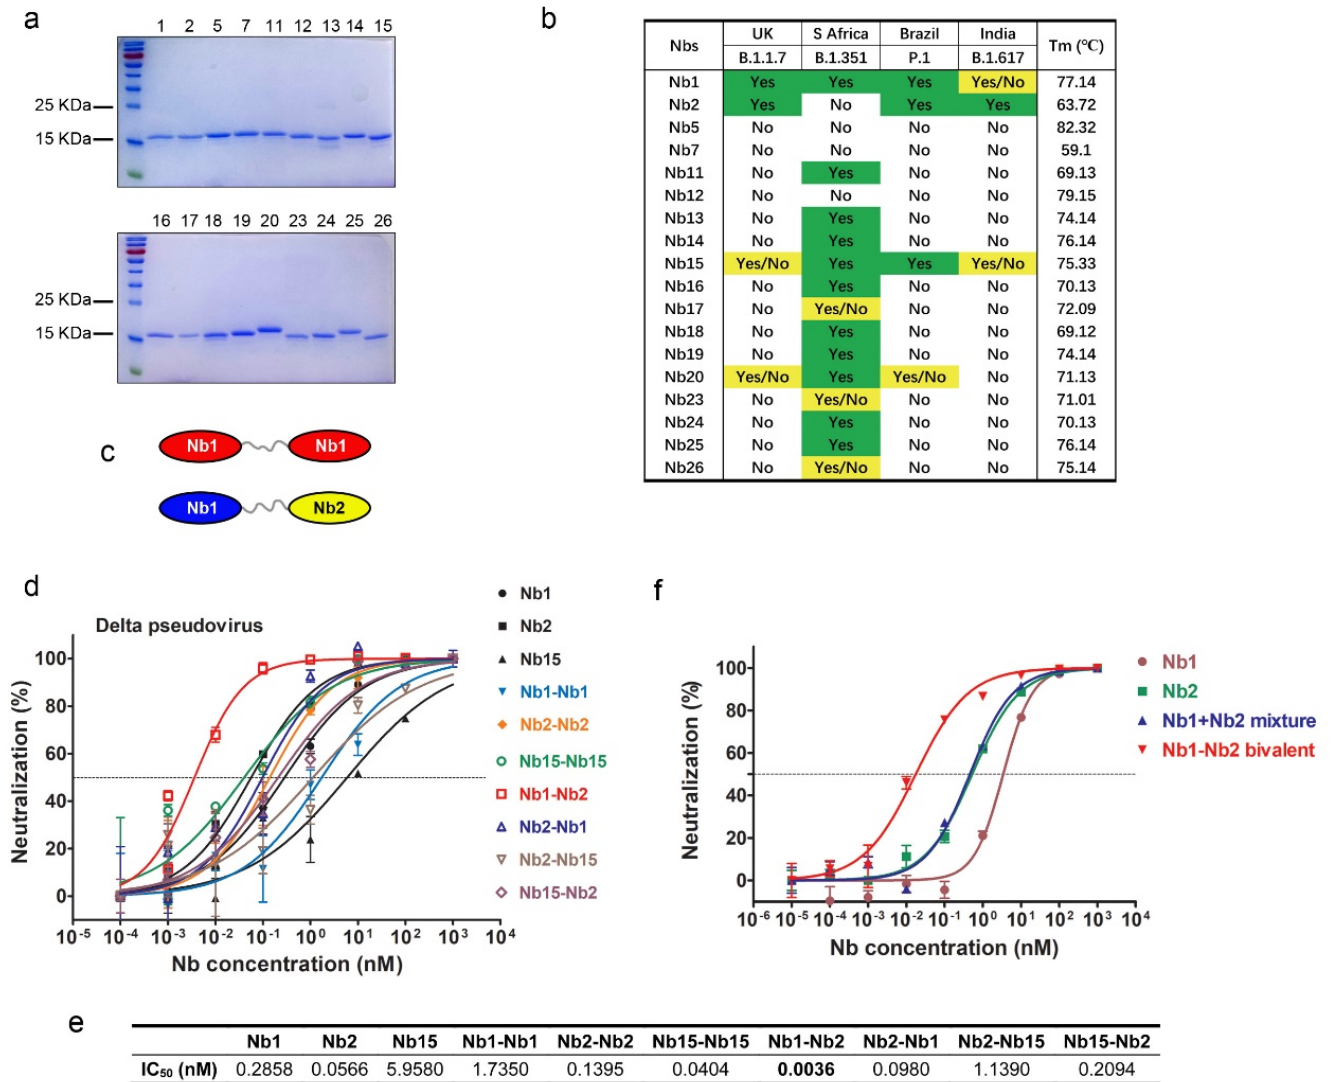 a
1 2 5 7 11 12 13 14 15
25 KDa
15 KDa
16 17 18 19 20 23 24 25 26
25 KDa
15 KDa
b
Nbs UK S Africa Brazil India Tm (°C)
B.1.1.7 B.1.351 P.1 B.1.617
Nb1 Yes Yes Yes Yes/No 77.14
Nb2 Yes No Yes Yes 63.72
Nb5 No No No No 82.32
Nb7 No No No No 59.1
Nb11 No Yes No No 69.13
Nb12 No No No No 79.15
Nb13 No Yes No No 74.14
Nb14 No Yes No No 76.14
Nb15 Yes/No Yes Yes Yes/No 75.33
Nb16 No Yes No No 70.13
Nb17 No Yes/No No No 72.09
Nb18 No Yes No No 69.12
Nb19 No Yes No No 74.14
Nb20 Yes/No Yes Yes/No No 71.13
Nb23 No Yes/No No No 71.01
Nb24 No Yes No No 70.13
Nb25 No Yes No No 76.14
Nb26 No Yes/No No No 75.14
c
Nb1 Nb1
Nb1 Nb2
d
Delta pseudovirus
Neutralization (%)
100
80
60
40
20
0
10-5 10-4 10-3 10-2 10-1 100 101 102 103 104
Nb concentration (nM)
Nb1
Nb2
Nb15
Nb1-Nb1
Nb2-Nb2
Nb15-Nb15
Nb1-Nb2
Nb2-Nb1
Nb2-Nb15
Nb15-Nb2
f
Neutralization (%)
100
80
60
40
20
0
10-6 10-5 10-4 10-3 10-2 10-1 100 101 102 103 104
Nb concentration (nM)
Nb1
Nb2
Nb1+Nb2 mixture
Nb1-Nb2 bivalent
e
Nb1 Nb2 Nb15 Nb1-Nb1 Nb2-Nb2 Nb15-Nb15 Nb1-Nb2 Nb2-Nb1 Nb2-Nb15 Nb15-Nb2
IC50 (nM) 0.2858 0.0566 5.9580 1.7350 0.1395 0.0404 0.0036 0.0980 1.1390 0.2094